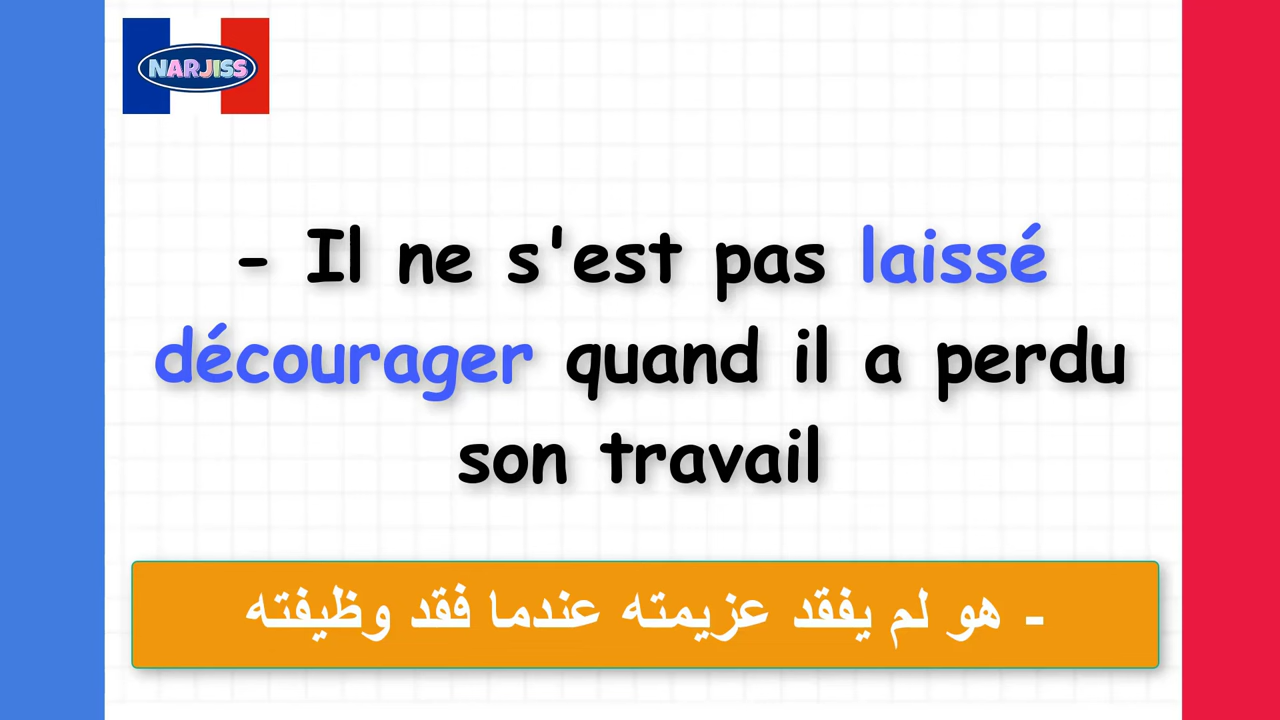 NARJISS
- Il ne s'est pas laissé
décourager quand il a perdu
son travail
- هو لم يفقد عزيمته عندما فقد وظيفته